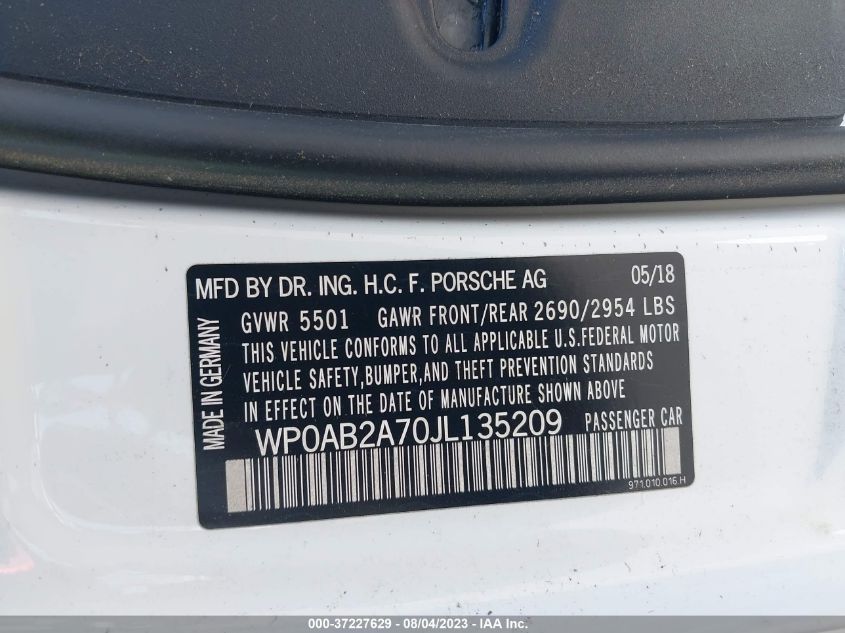 MFD BY DR. ING. H.C. F. PORSCHE AG 05/18
GVWR 5501 GAWR FRONT/REAR 2690/2954 LBS
THIS VEHICLE CONFORMS TO ALL APPLICABLE U.S.FEDERAL MOTOR
VEHICLE SAFETY,BUMPER,AND THEFT PREVENTION STANDARDS
IN EFFECT ON THE DATE OF MANUFACTURE SHOWN ABOVE
WP0AB2A70JL135209 PASSENGER CAR
MADE IN GERMANY
971.010.016.H
000-37227629 - 08/04/2023 - IAA Inc.